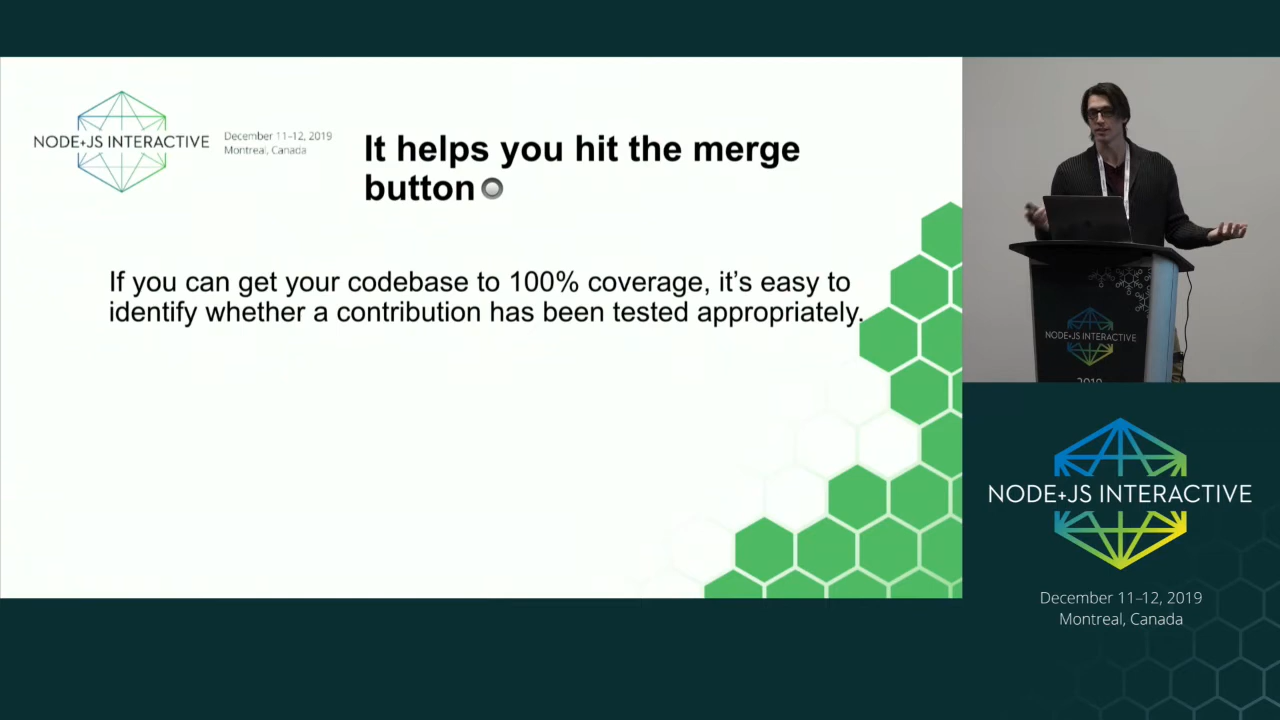 NODE+JS INTERACTIVE
December 11–12, 2019
Montreal, Canada
It helps you hit the merge
button
If you can get your codebase to 100% coverage, it’s easy to
identify whether a contribution has been tested appropriately.
NODE+JS INTERACTIVE
2019
NODE+JS INTERACTIVE
December 11–12, 2019
Montreal, Canada